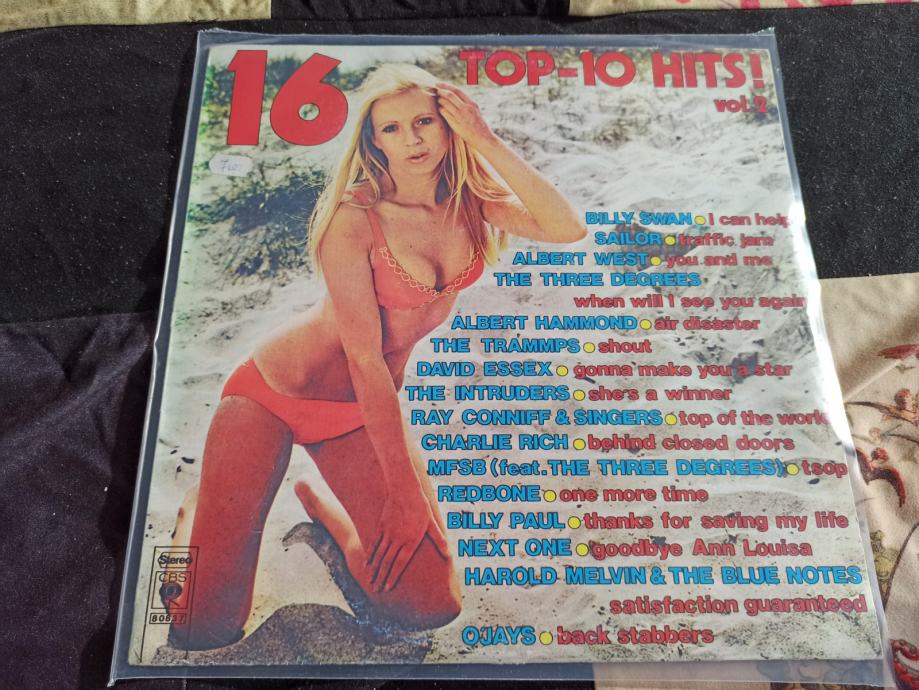 16
TOP-10 HITS!
vol.2
BILLY SWAN I can help
SAILOR traffic jam
ALBERT WEST you and me
THE THREE DEGREES
when will I see you again
ALBERT HAMMOND air disaster
THE TRAMMPS shout
DAVID ESSEX gonna make you a star
THE INTRUDERS she's a winner
RAY CONNIFF & SINGERS top of the world
CHARLIE RICH behind closed doors
MFSB (feat.THE THREE DEGREES) tsop
REDBONE one more time
BILLY PAUL thanks for saving my life
NEXT ONE goodbye Ann Louisa
HAROLD MELVIN & THE BLUE NOTES
satisfaction guaranteed
O'JAYS back stabbers
Stereo
CBS
80837